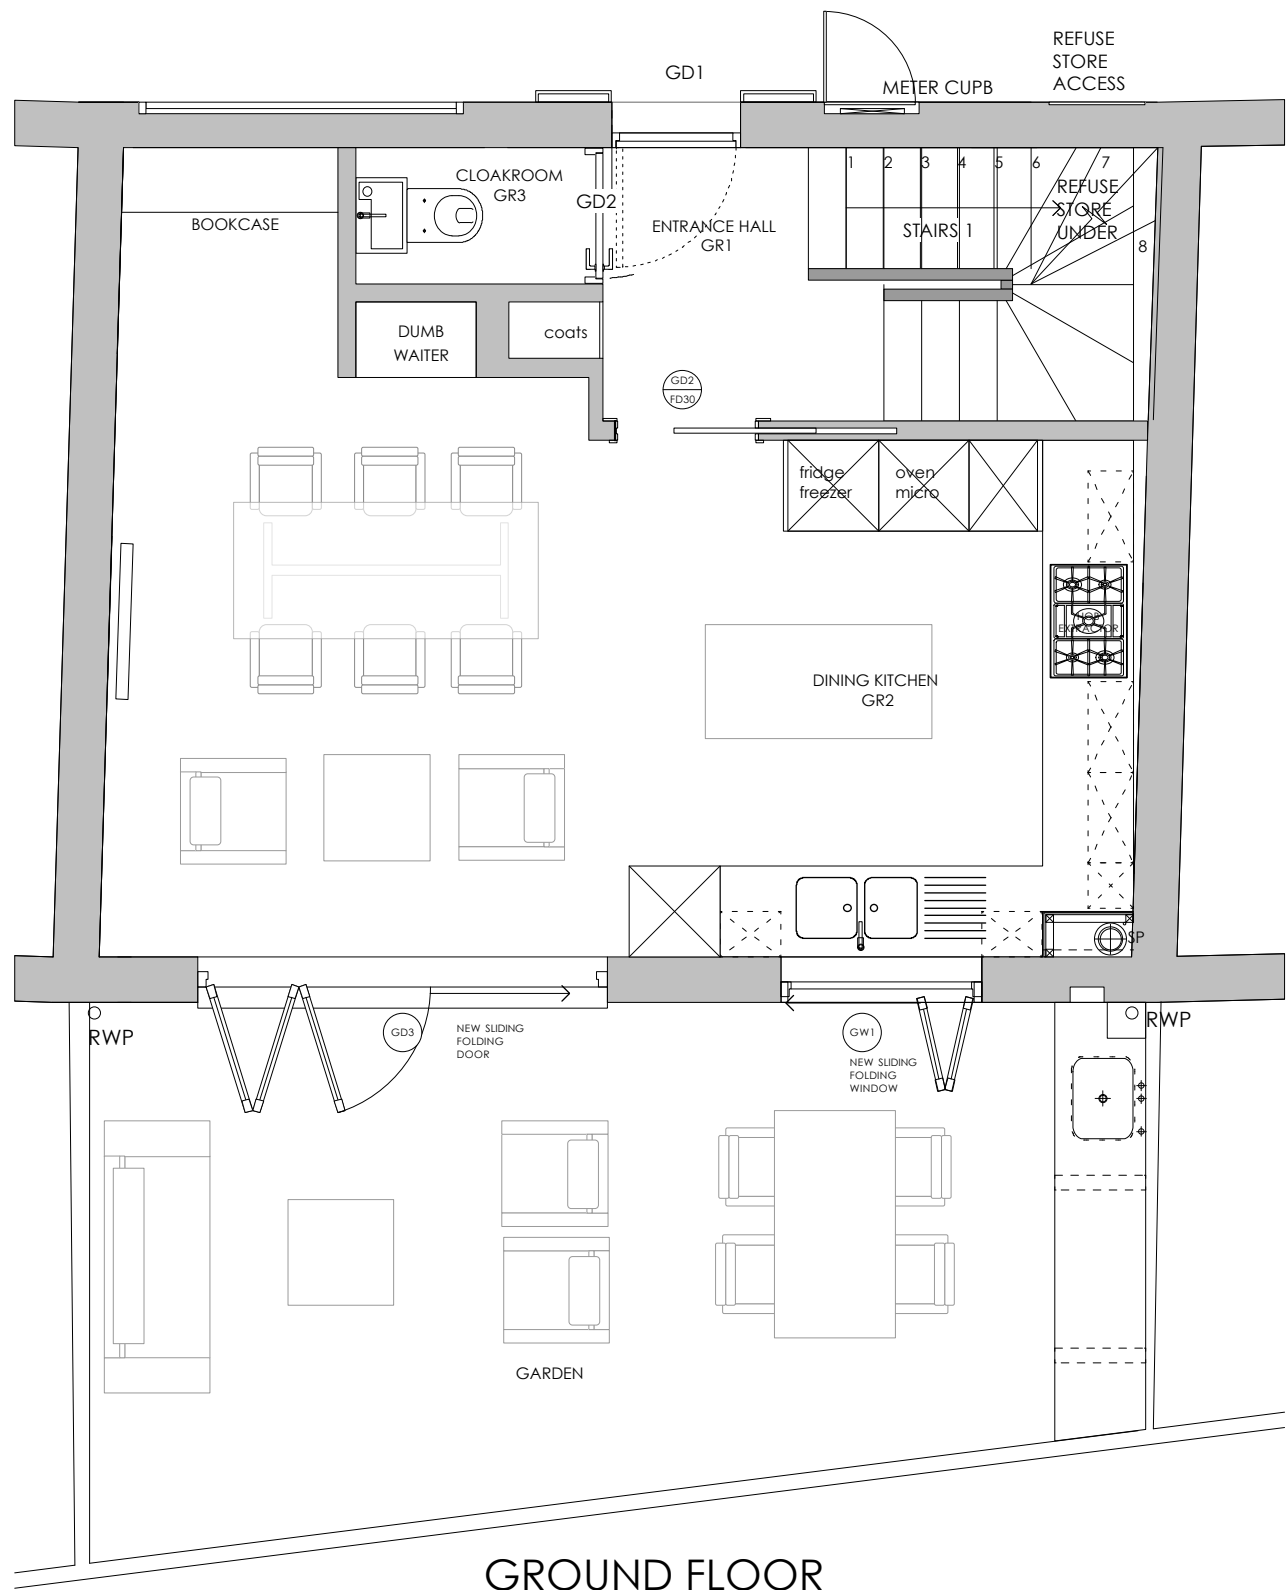 GD1
METER CUPB
REFUSE
STORE
ACCESS
CLOAKROOM
GR3
GD2
BOOKCASE
ENTRANCE HALL
GR1
1
2
3
4
5
6
7
8
REFUSE
STORE
UNDER
STAIRS 1
DUMB
WAITER
coats
GD2
FD30
fridge
freezer
oven
micro
HOB
EXTRACTOR
DINING KITCHEN
GR2
SP
RWP
GD3
NEW SLIDING
FOLDING
DOOR
GW1
NEW SLIDING
FOLDING
WINDOW
RWP
GARDEN
GROUND FLOOR